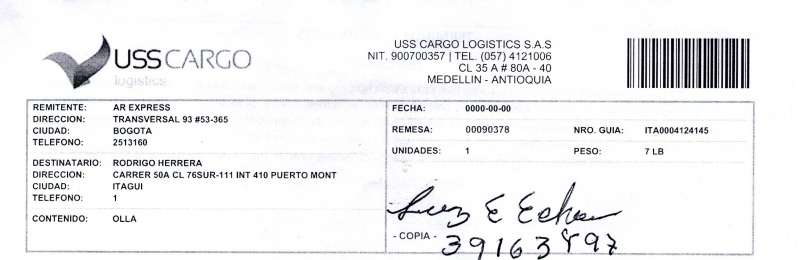 USS CARGO
logistics
USS CARGO LOGISTICS S.A.S
NIT. 900700357 | TEL. (057) 4121006
CL 35 A # 80A - 40
MEDELLIN - ANTIOQUIA
REMITENTE: AR EXPRESS
DIRECCION: TRANSVERSAL 93 #53-365
CIUDAD: BOGOTA
TELEFONO: 2513160
DESTINATARIO: RODRIGO HERRERA
DIRECCION: CARRER 50A CL 76SUR-111 INT 410 PUERTO MONT
CIUDAD: ITAGUI
TELEFONO: 1
CONTENIDO: OLLA
FECHA: 0000-00-00
REMESA: 00090378 NRO. GUIA: ITA0004124145
UNIDADES: 1 PESO: 7 LB
Luz E
- COPIA -
39163897